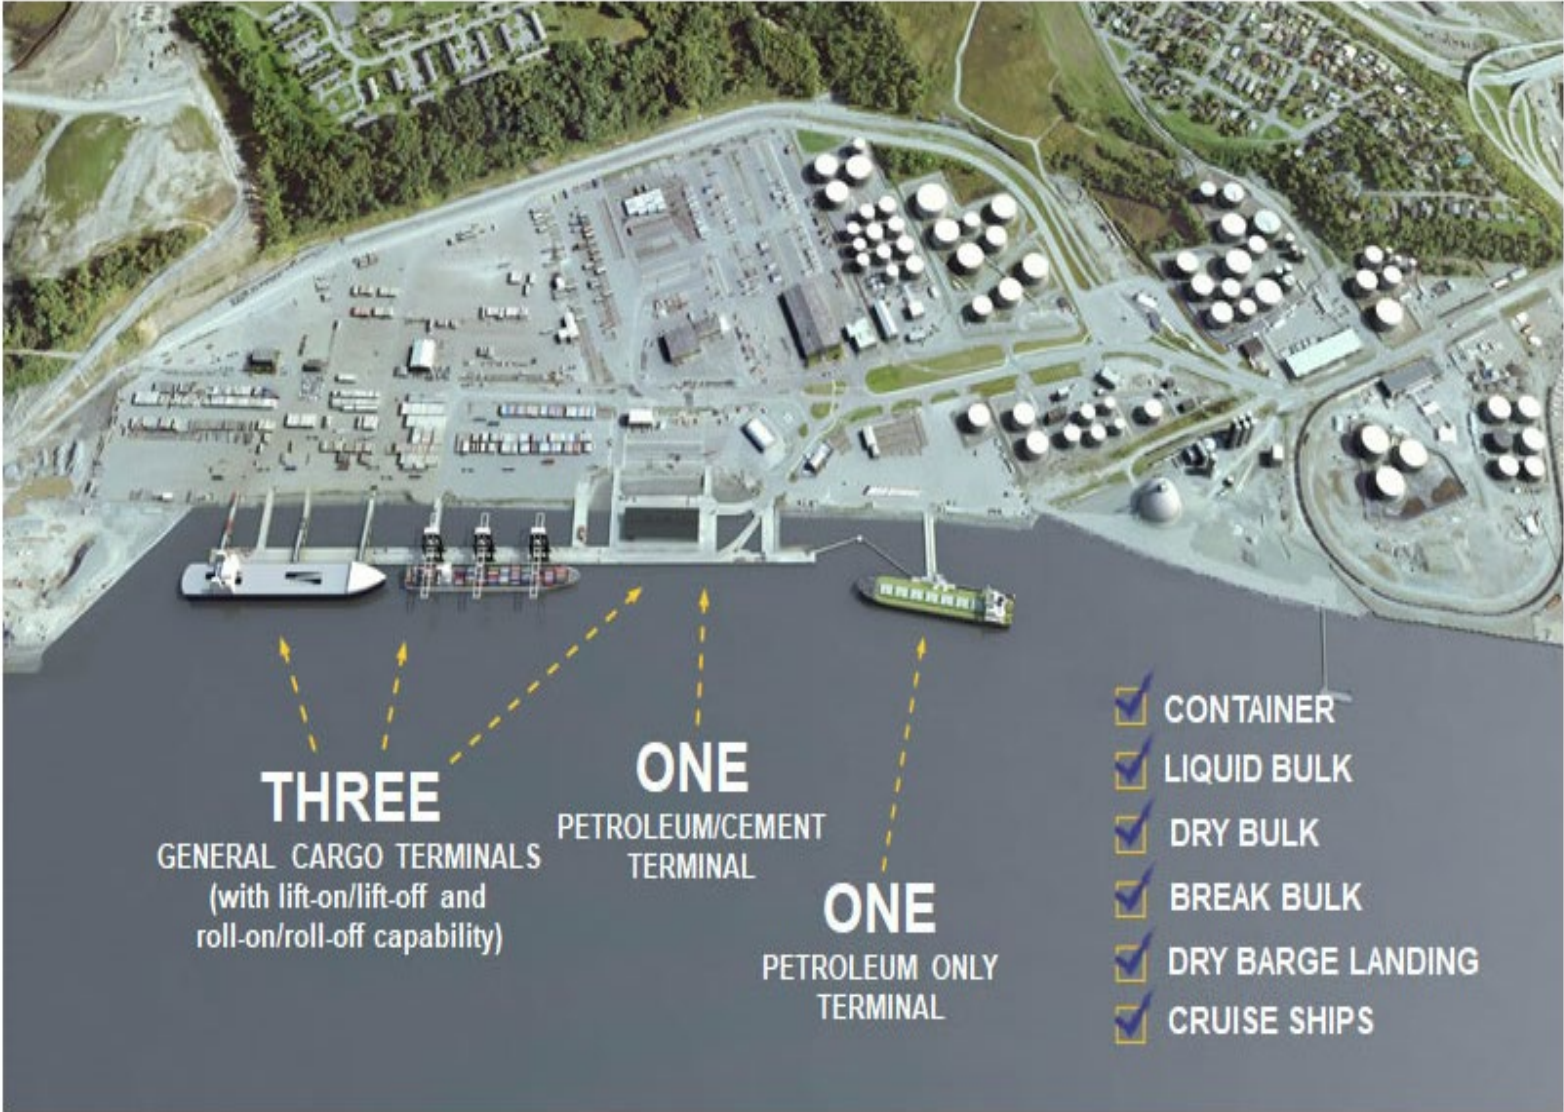 THREE
GENERAL CARGO TERMINALS
(with lift-on/lift-off and
roll-on/roll-off capability)
ONE
PETROLEUM/CEMENT
TERMINAL
ONE
PETROLEUM ONLY
TERMINAL
CONTAINER
LIQUID BULK
DRY BULK
BREAK BULK
DRY BARGE LANDING
CRUISE SHIPS